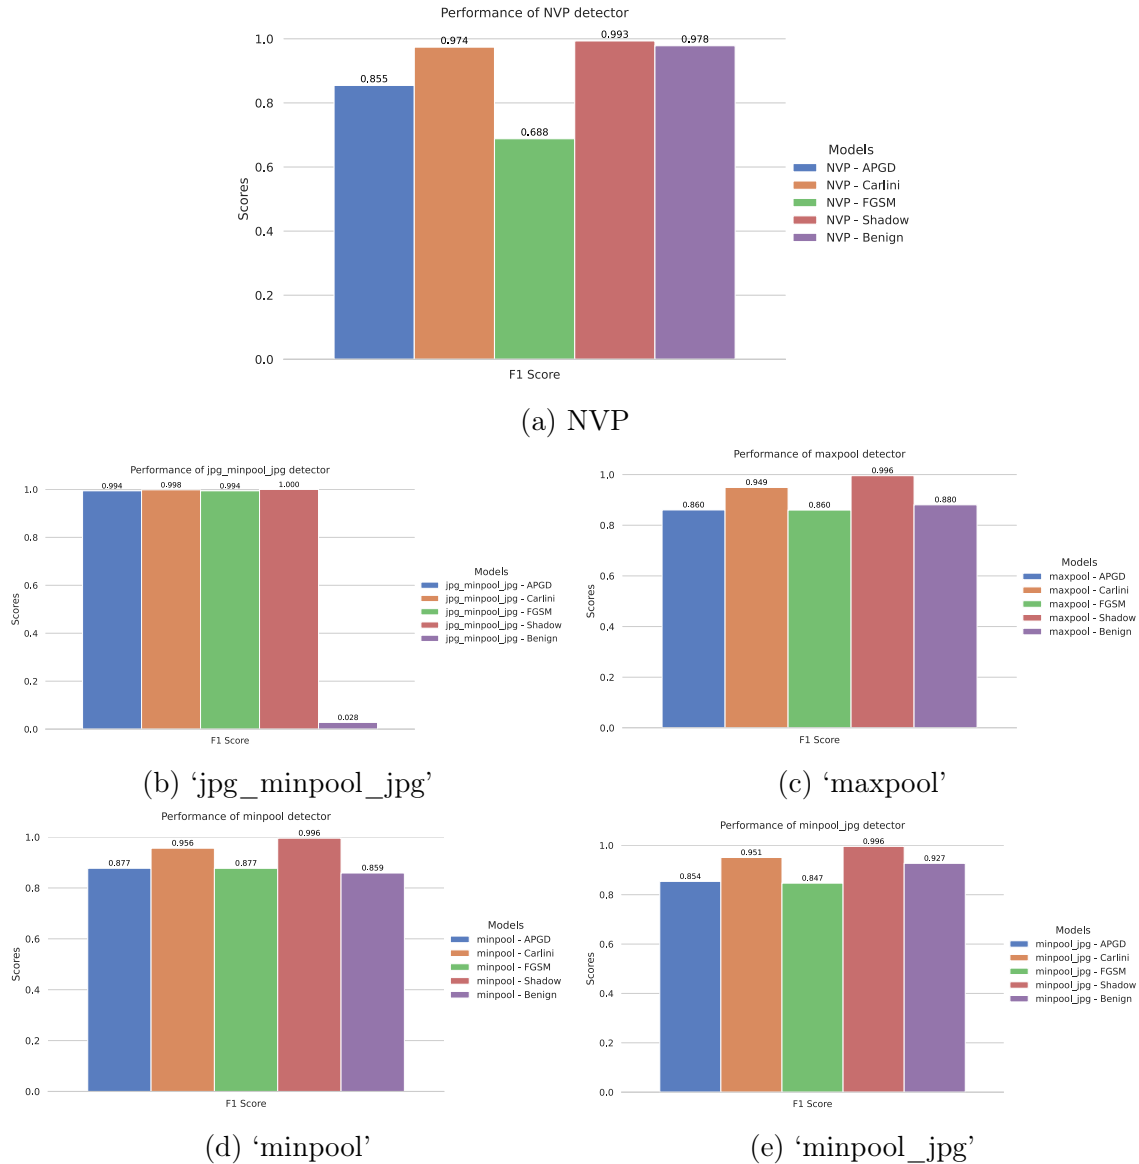 Performance of NVP detector
1.0
0.8
0.6
0.4
0.2
0.0
Scores
0.855
0.974
0.688
0.993
0.978
F1 Score
Models
NVP - APGD
NVP - Carlini
NVP - FGSM
NVP - Shadow
NVP - Benign
(a) NVP
Performance of jpg_minpool_jpg detector
1.0
0.8
0.6
0.4
0.2
0.0
Scores
0.994
0.998
0.994
1.000
0.028
F1 Score
Models
jpg_minpool_jpg - APGD
jpg_minpool_jpg - Carlini
jpg_minpool_jpg - FGSM
jpg_minpool_jpg - Shadow
jpg_minpool_jpg - Benign
(b) ‘jpg_minpool_jpg’
Performance of maxpool detector
1.0
0.8
0.6
0.4
0.2
0.0
Scores
0.860
0.949
0.860
0.996
0.880
F1 Score
Models
maxpool - APGD
maxpool - Carlini
maxpool - FGSM
maxpool - Shadow
maxpool - Benign
(c) ‘maxpool’
Performance of minpool detector
1.0
0.8
0.6
0.4
0.2
0.0
Scores
0.877
0.956
0.877
0.996
0.859
F1 Score
Models
minpool - APGD
minpool - Carlini
minpool - FGSM
minpool - Shadow
minpool - Benign
(d) ‘minpool’
Performance of minpool_jpg detector
1.0
0.8
0.6
0.4
0.2
0.0
Scores
0.854
0.951
0.847
0.996
0.927
F1 Score
Models
minpool_jpg - APGD
minpool_jpg - Carlini
minpool_jpg - FGSM
minpool_jpg - Shadow
minpool_jpg - Benign
(e) ‘minpool_jpg’